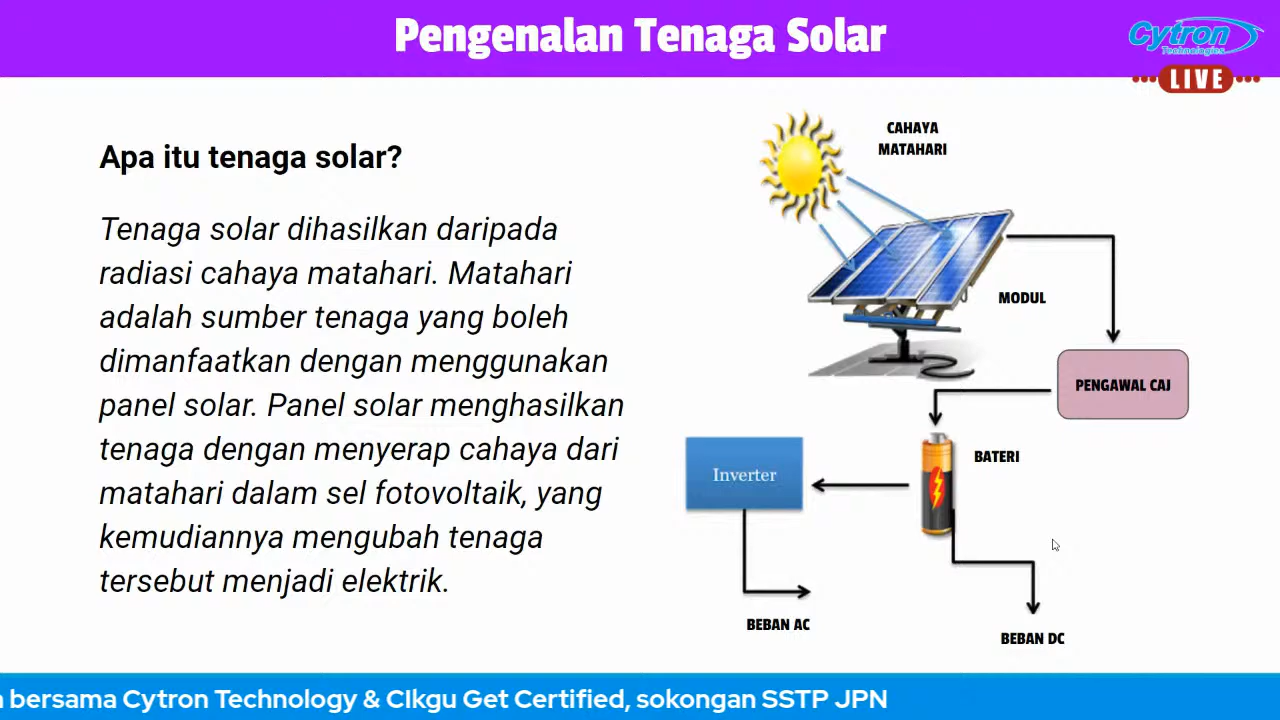 Pengenalan Tenaga Solar
Cytron
Technologies
LIVE
Apa itu tenaga solar?
Tenaga solar dihasilkan daripada
radiasi cahaya matahari. Matahari
adalah sumber tenaga yang boleh
dimanfaatkan dengan menggunakan
panel solar. Panel solar menghasilkan
tenaga dengan menyerap cahaya dari
matahari dalam sel fotovoltaik, yang
kemudiannya mengubah tenaga
tersebut menjadi elektrik.
CAHAYA
MATAHARI
MODUL
PENGAWAL CAJ
BATERI
Inverter
BEBAN AC
BEBAN DC
bersama Cytron Technology & CIkgu Get Certified, sokongan SSTP JPN